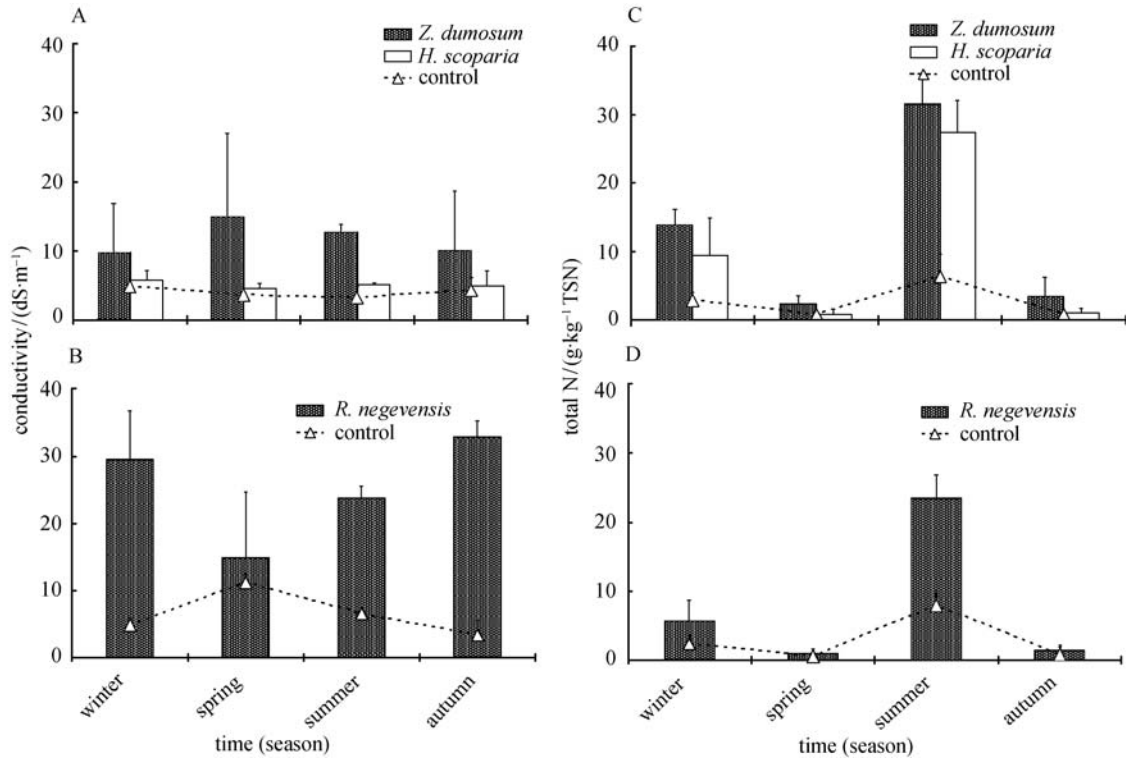 A
Z. dumosum
H. scoparia
control
40
30
20
10
0
B
R. negevensis
control
40
30
20
10
0
conductivity/(dS·m⁻¹)
winter
spring
summer
autumn
time (season)
C
Z. dumosum
H. scoparia
control
40
30
20
10
0
D
R. negevensis
control
40
30
20
10
0
total N/(g·kg⁻¹ TSN)
winter
spring
summer
autumn
time (season)